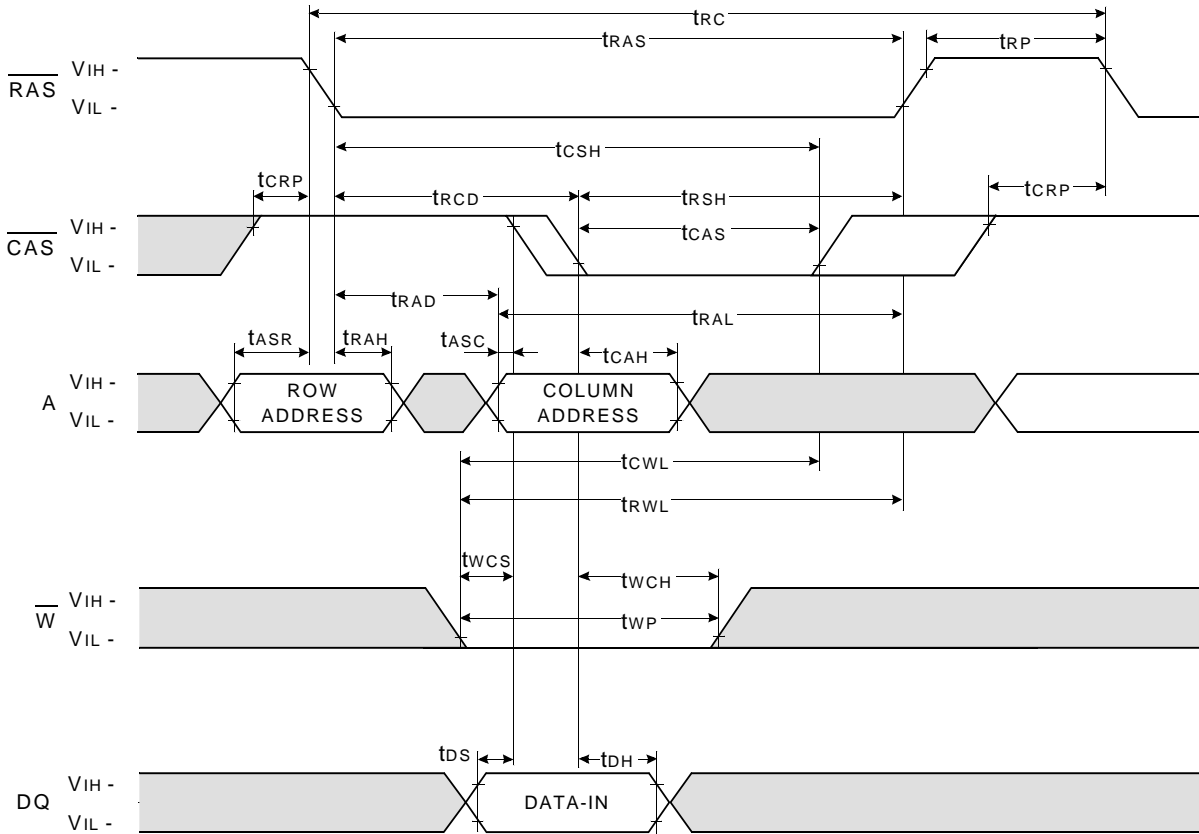 tRC
tRAS
tRP
RAS
VIH -
VIL -
tCSH
tCRP
tRCD
tRSH
tCRP
CAS
VIH -
VIL -
tCAS
tRAD
tRAL
tASR
tRAH
tASC
tCAH
A
VIH -
VIL -
ROW
ADDRESS
COLUMN
ADDRESS
tCWL
tRWL
tWCS
tWCH
W
VIH -
VIL -
tWP
tDS
tDH
DQ
VIH -
VIL -
DATA-IN